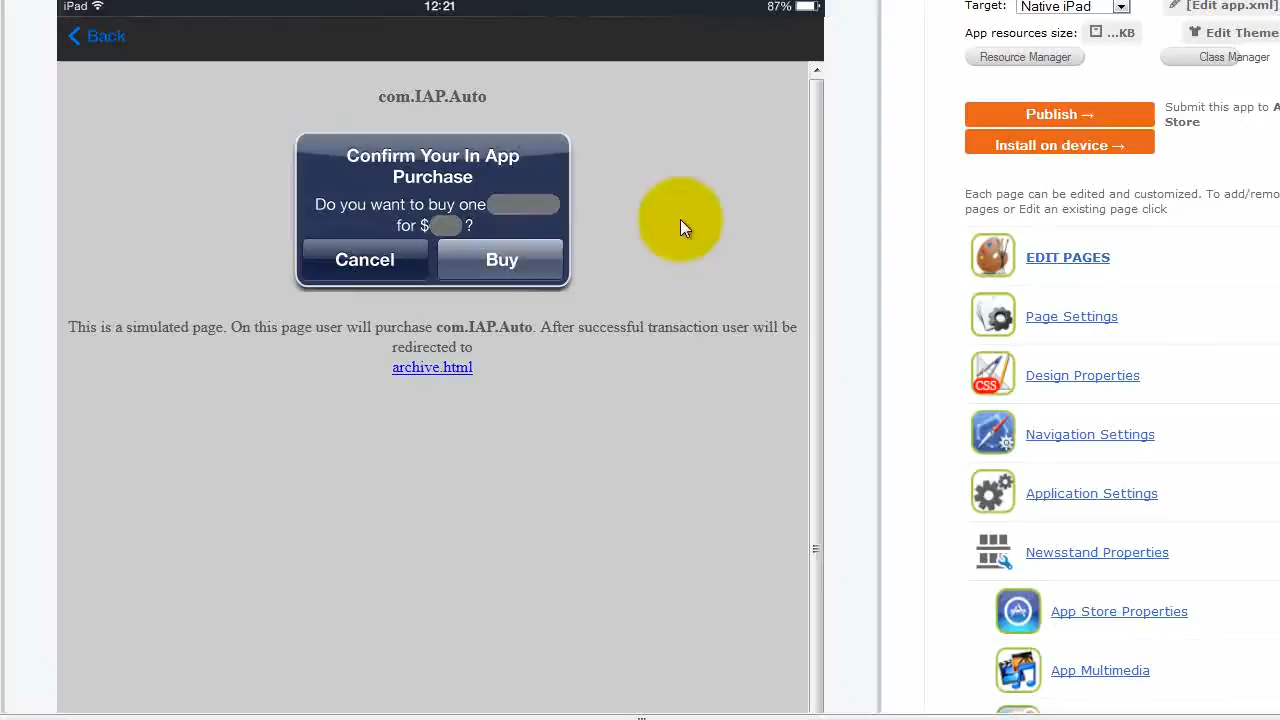 iPad 12:21 87%
Back
com.IAP.Auto
Confirm Your In App
Purchase
Do you want to buy one
for $ ?
Cancel Buy
This is a simulated page. On this page user will purchase com.IAP.Auto. After successful transaction user will be
redirected to
archive.html
Target: Native iPad [Edit app.xml]
App resources size: ...KB Edit Theme
Resource Manager Class Manager
Publish →
Install on device →
Submit this app to A
Store
Each page can be edited and customized. To add/remo
pages or Edit an existing page click
EDIT PAGES
Page Settings
CSS Design Properties
Navigation Settings
Application Settings
Newsstand Properties
App Store Properties
App Multimedia